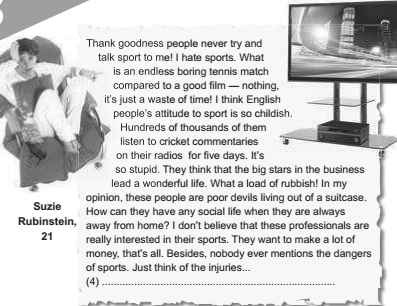 Thank goodness people never try and
talk sport to me! I hate sports. What
is an endless boring tennis match
compared to a good film — nothing,
it's just a waste of time! I think English
people's attitude to sport is so childish.
Hundreds of thousands of them
listen to cricket commentaries
on their radios for five days. It's
so stupid. They think that the big stars in the business
lead a wonderful life. What a load of rubbish! In my
opinion, these people are poor devils living out of a suitcase.
How can they have any social life when they are always
away from home? I don't believe that these professionals are
really interested in their sports. They want to make a lot of
money, that's all. Besides, nobody ever mentions the dangers
of sports. Just think of the injuries...
(4) ................................................................................
Suzie
Rubinstein,
21